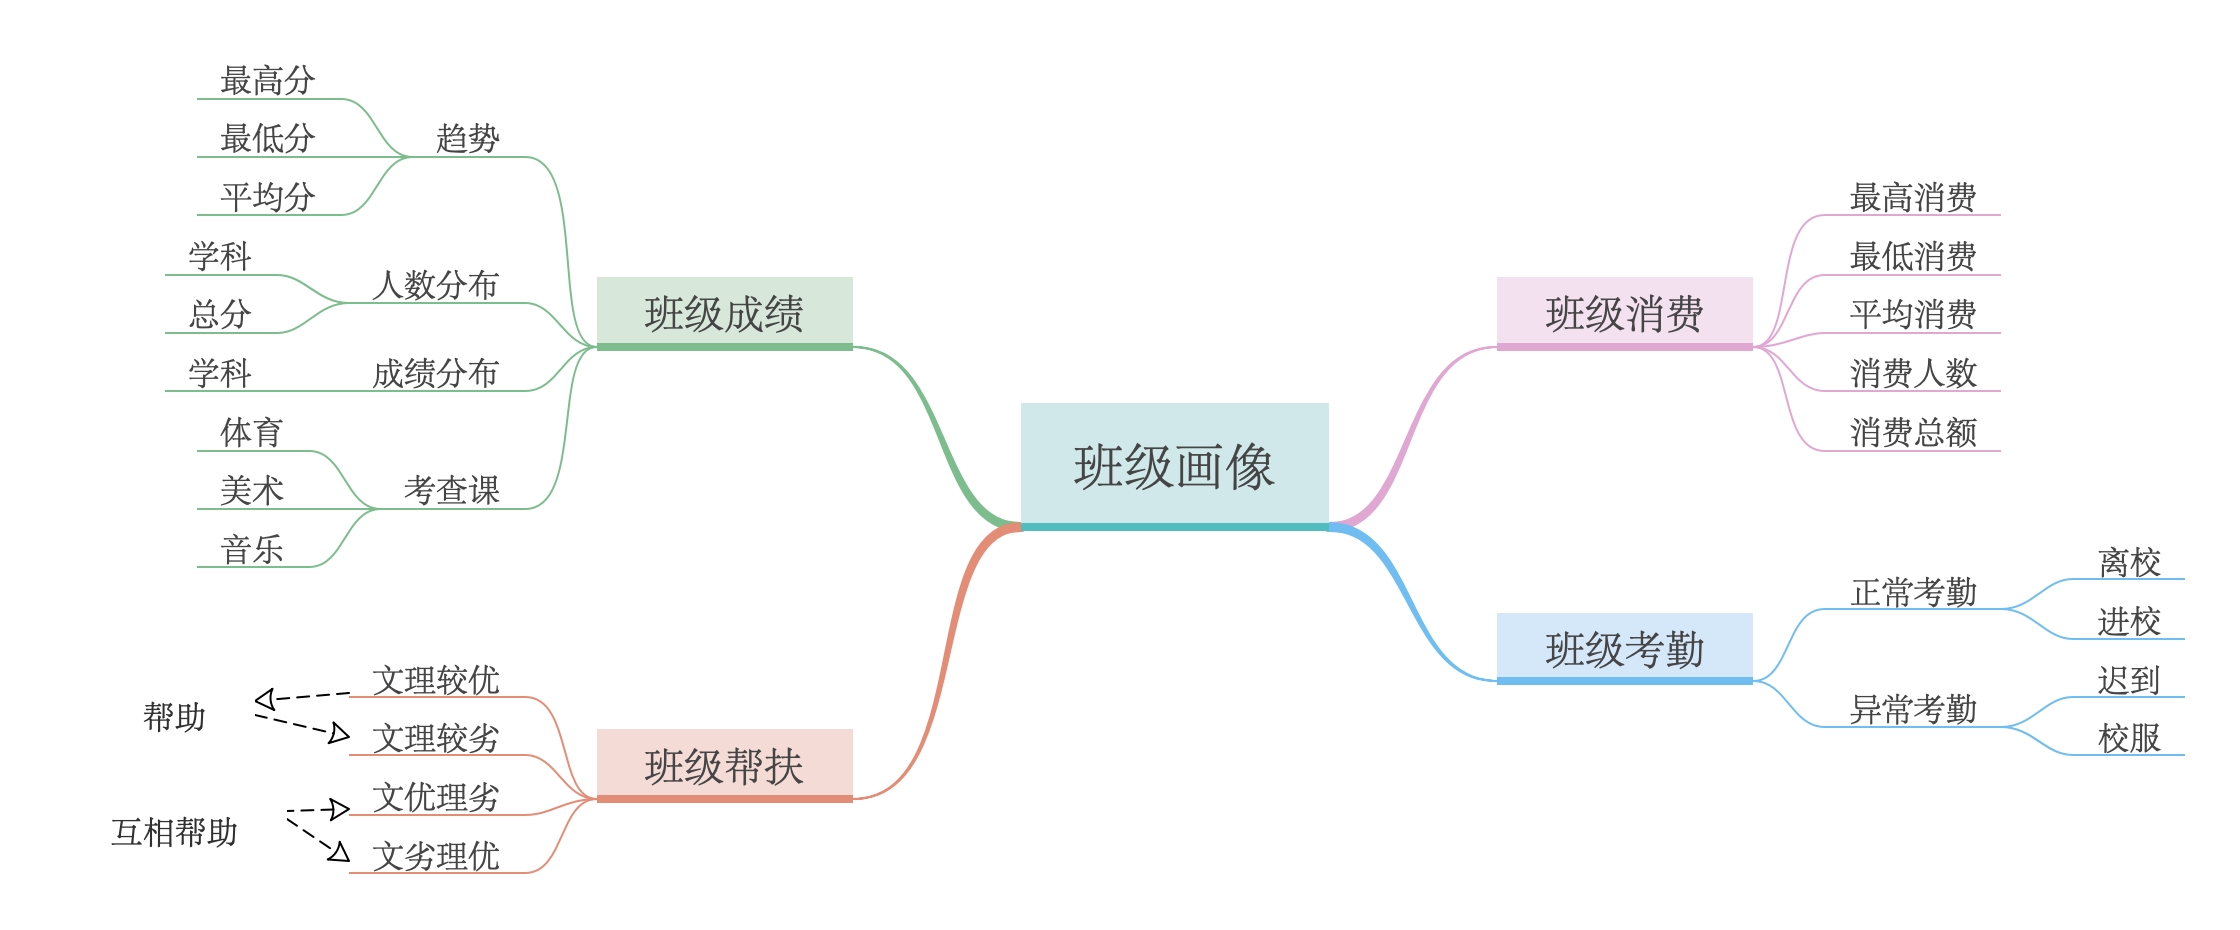 班级画像
班级成绩
趋势
最高分
最低分
平均分
人数分布
学科
总分
成绩分布
学科
考查课
体育
美术
音乐
班级帮扶
文理较优
文理较劣
文优理劣
文劣理优
帮助
互相帮助
班级消费
最高消费
最低消费
平均消费
消费人数
消费总额
班级考勤
正常考勤
离校
进校
异常考勤
迟到
校服